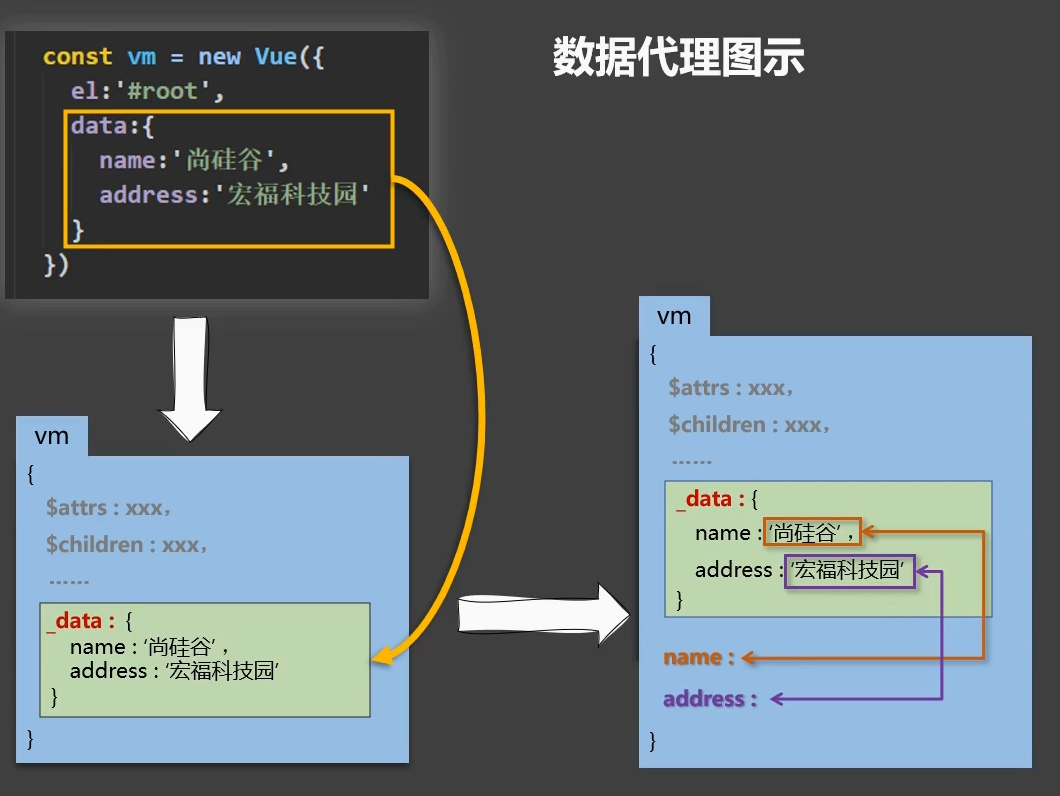 数据代理图示
const vm = new Vue({
el:'#root',
data:{
name:'尚硅谷',
address:'宏福科技园'
}
})
vm
{
$attrs : xxx，
$children : xxx，
······
_data : {
name : ‘尚硅谷’ ，
address : ‘宏福科技园’
}
}
vm
{
$attrs : xxx，
$children : xxx，
······
_data : {
name : ‘尚硅谷’ ，
address : ‘宏福科技园’
}
name :
address :
}